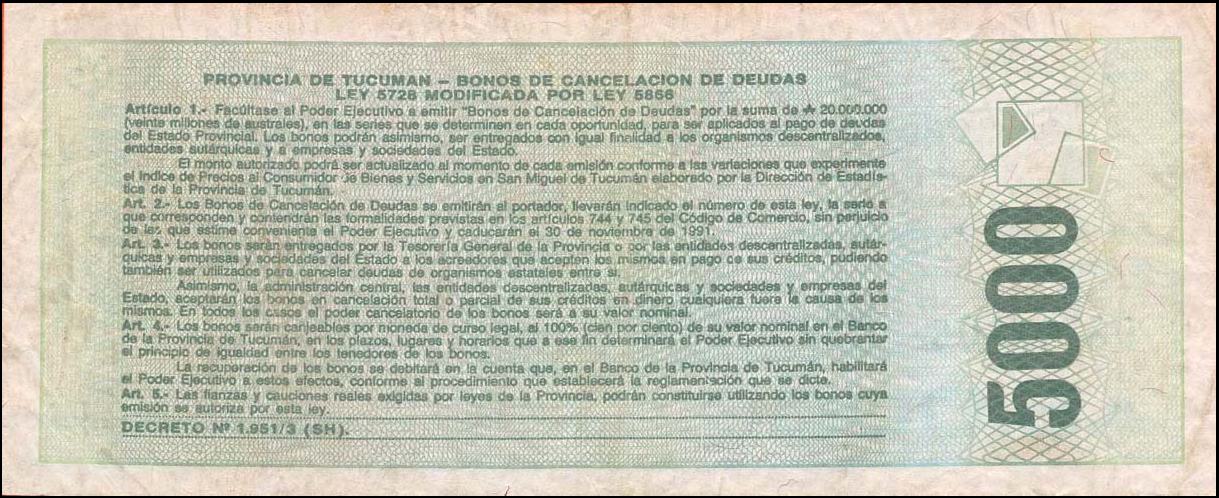 PROVINCIA DE TUCUMAN – BONOS DE CANCELACION DE DEUDAS
LEY 5728 MODIFICADA POR LEY 5856
Artículo 1.- Facúltase al Poder Ejecutivo a emitir "Bonos de Cancelación de Deudas" por la suma de ₳ 20.000.000
(veinte millones de australes), en las series que se determinen en cada oportunidad, para ser aplicados al pago de deudas
del Estado Provincial. Los bonos podrán asimismo, ser entregados con igual finalidad a los organismos descentralizados,
entidades autárquicas y a empresas y sociedades del Estado.
El monto autorizado podrá ser actualizado al momento de cada emisión conforme a las variaciones que experimente
el Indice de Precios al Consumidor de Bienes y Servicios en San Miguel de Tucumán elaborado por la Dirección de Estadís-
tica de la Provincia de Tucumán.
Art. 2.- Los Bonos de Cancelación de Deudas se emitirán al portador, llevarán indicado el número de esta ley, la serie a
que corresponden y contendrán las formalidades previstas en los artículos 744 y 745 del Código de Comercio, sin perjuicio
de las que estime conveniente el Poder Ejecutivo y caducarán el 30 de noviembre de 1991.
Art. 3.- Los bonos serán entregados por la Tesorería General de la Provincia o por las entidades descentralizadas, autár-
quicas y empresas y sociedades del Estado a los acreedores que acepten los mismos en pago de sus créditos, pudiendo
también ser utilizados para cancelar deudas de organismos estatales entre sí.
Asimismo, la administración central, las entidades descentralizadas, autárquicas y sociedades y empresas del
Estado, aceptarán los bonos en cancelación total o parcial de sus créditos en dinero cualquiera fuere la causa de los
mismos. En todos los casos el poder cancelatorio de los bonos será a su valor nominal.
Art. 4.- Los bonos serán canjeables por moneda de curso legal, al 100% (cien por ciento) de su valor nominal en el Banco
de la Provincia de Tucumán, en los plazos, lugares y horarios que a ese fin determinará el Poder Ejecutivo sin quebrantar
el principio de igualdad entre los tenedores de los bonos.
La recuperación de los bonos se debitará en la cuenta que, en el Banco de la Provincia de Tucumán, habilitará
el Poder Ejecutivo a estos efectos, conforme al procedimiento que establecerá la reglamentación que se dicte.
Art. 5.- Las fianzas y cauciones reales exigidas por leyes de la Provincia, podrán constituirse utilizando los bonos cuya
emisión se autoriza por esta ley.
DECRETO Nº 1.951/3 (SH).
5000